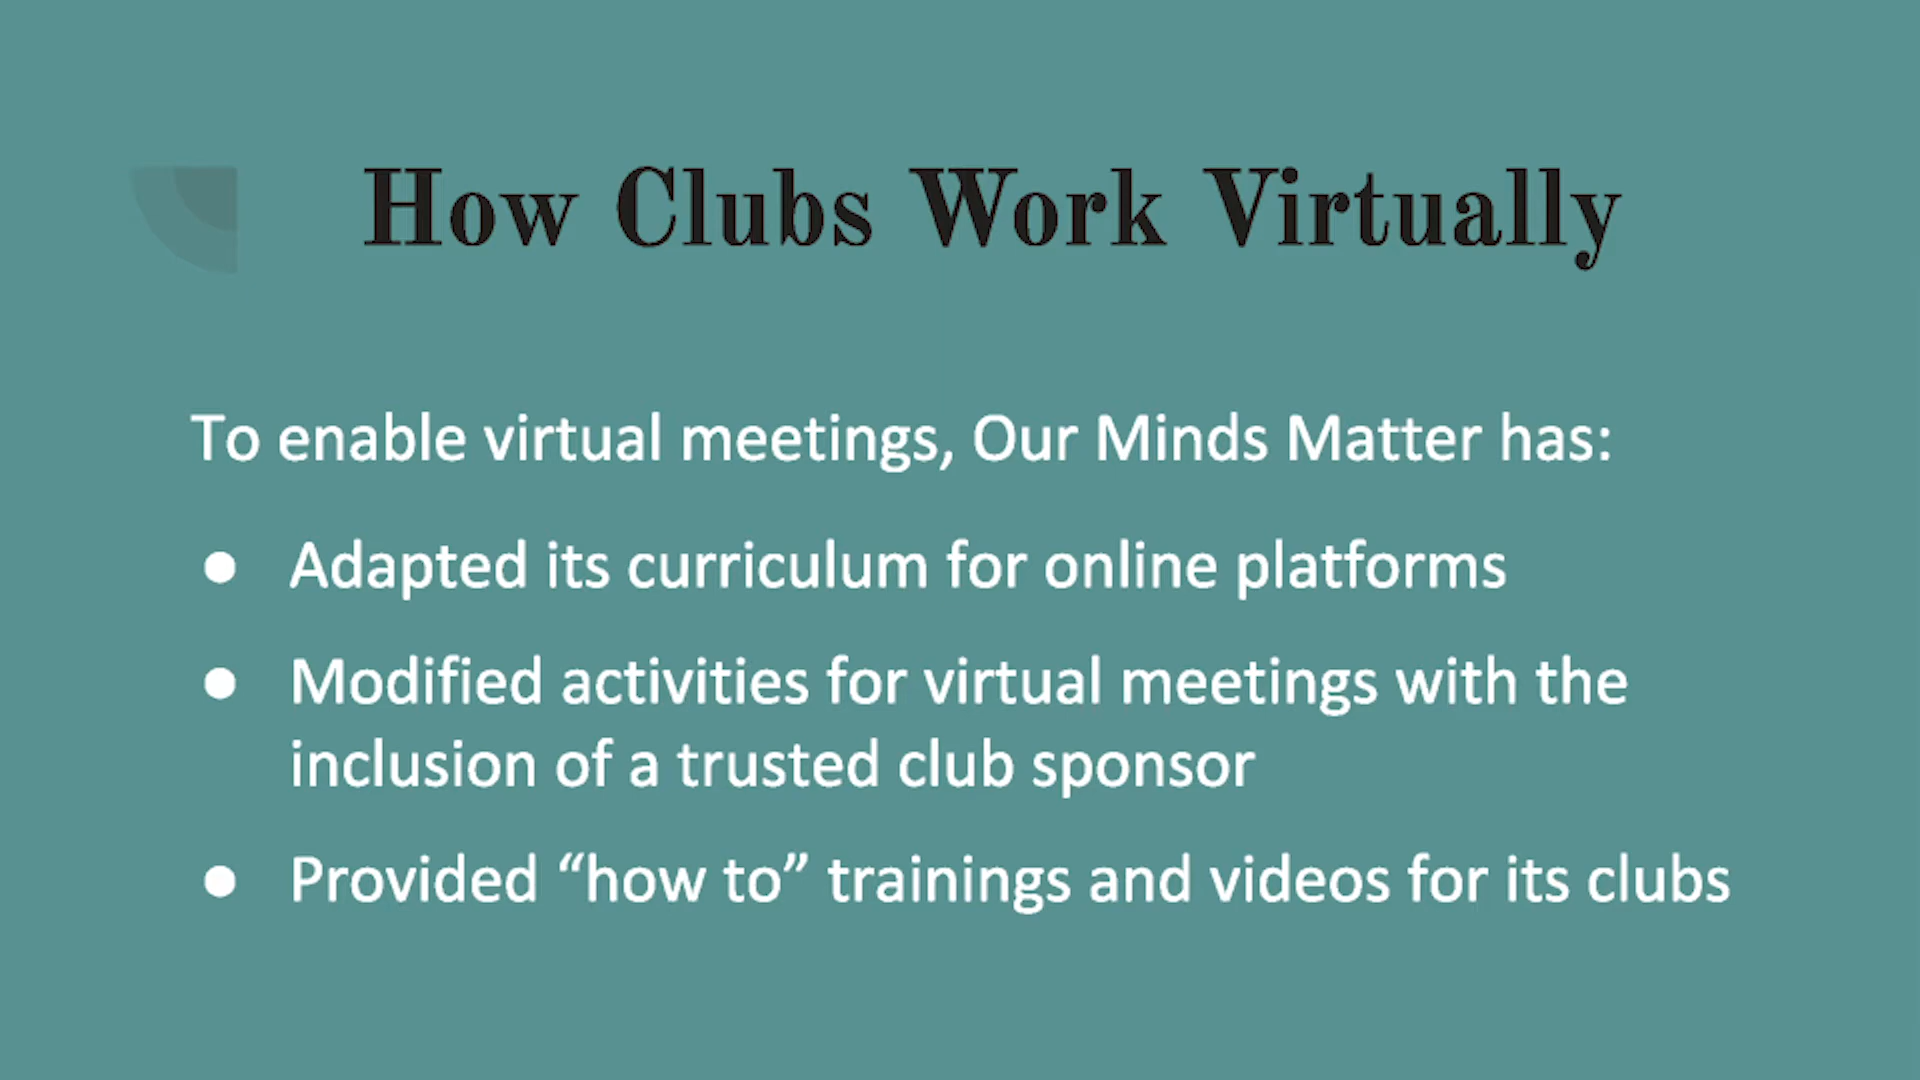 How Clubs Work Virtually
To enable virtual meetings, Our Minds Matter has:
● Adapted its curriculum for online platforms
● Modified activities for virtual meetings with the
inclusion of a trusted club sponsor
● Provided “how to” trainings and videos for its clubs